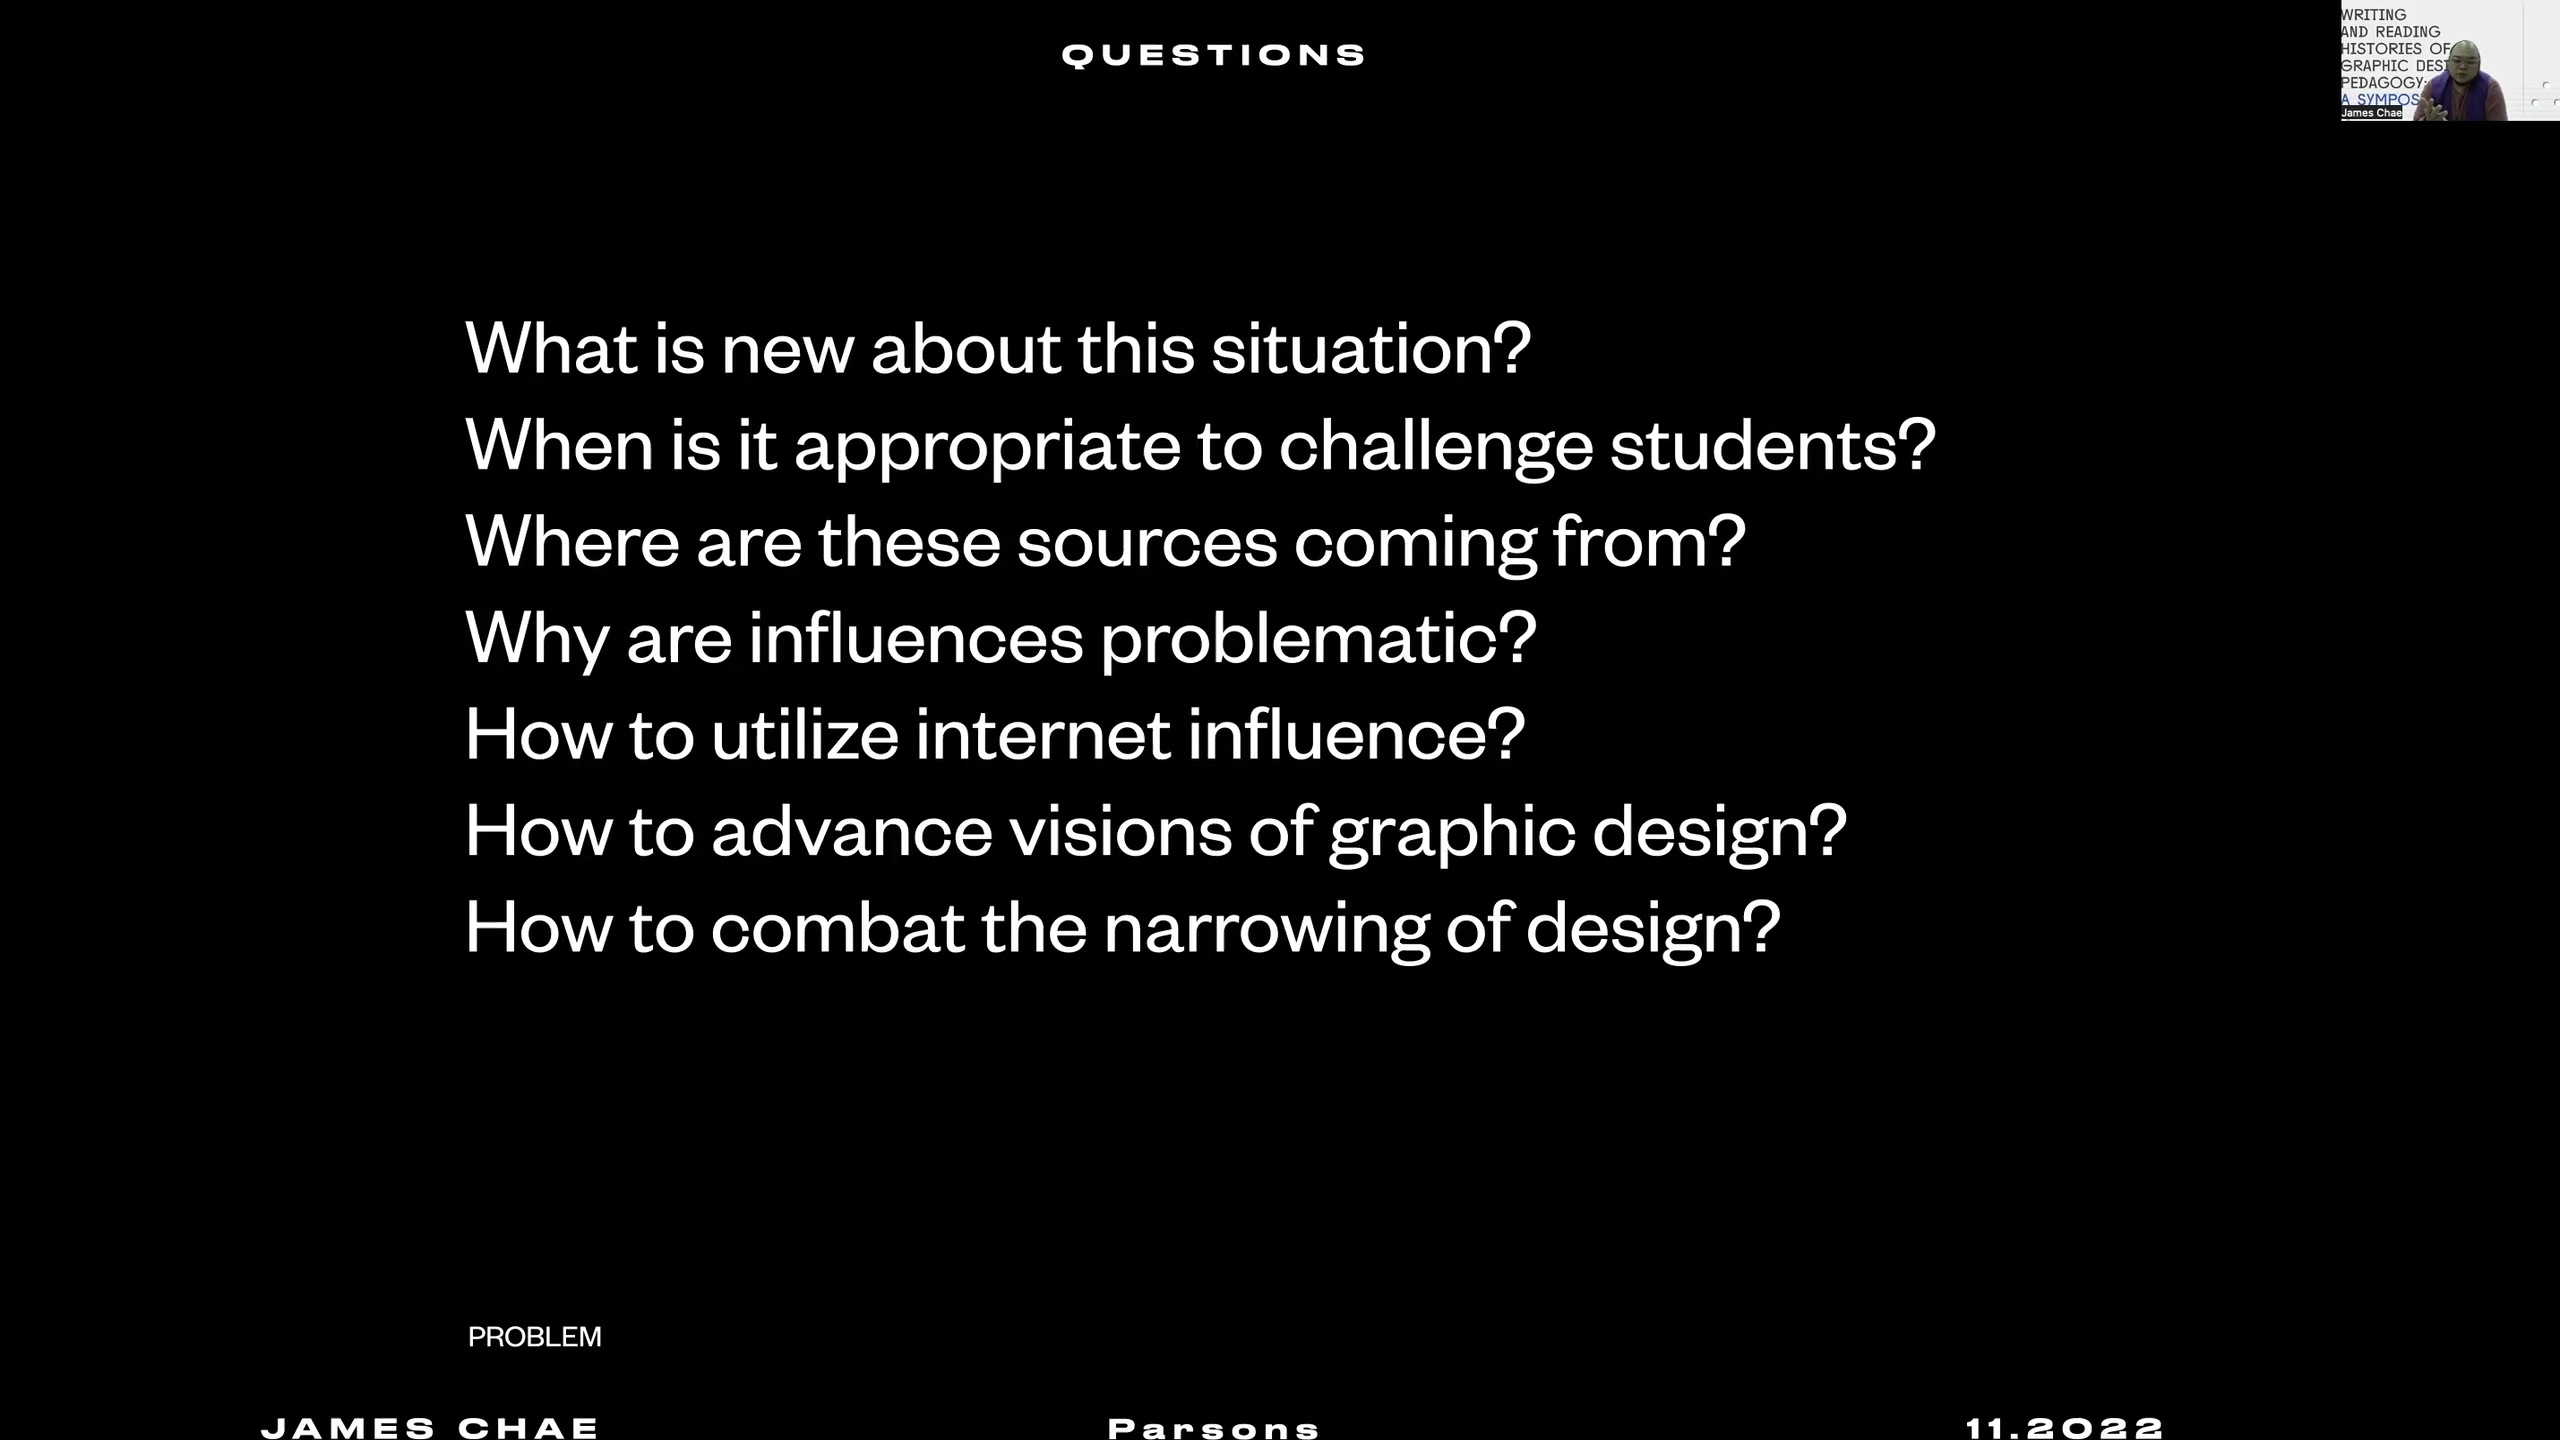 QUESTIONS
WRITING
AND READING
HISTORIES OF
GRAPHIC DESI
PEDAGOGY:
A SYMPOS
James Chae
What is new about this situation?
When is it appropriate to challenge students?
Where are these sources coming from?
Why are influences problematic?
How to utilize internet influence?
How to advance visions of graphic design?
How to combat the narrowing of design?
PROBLEM
JAMES CHAE
Parsons
11.2022